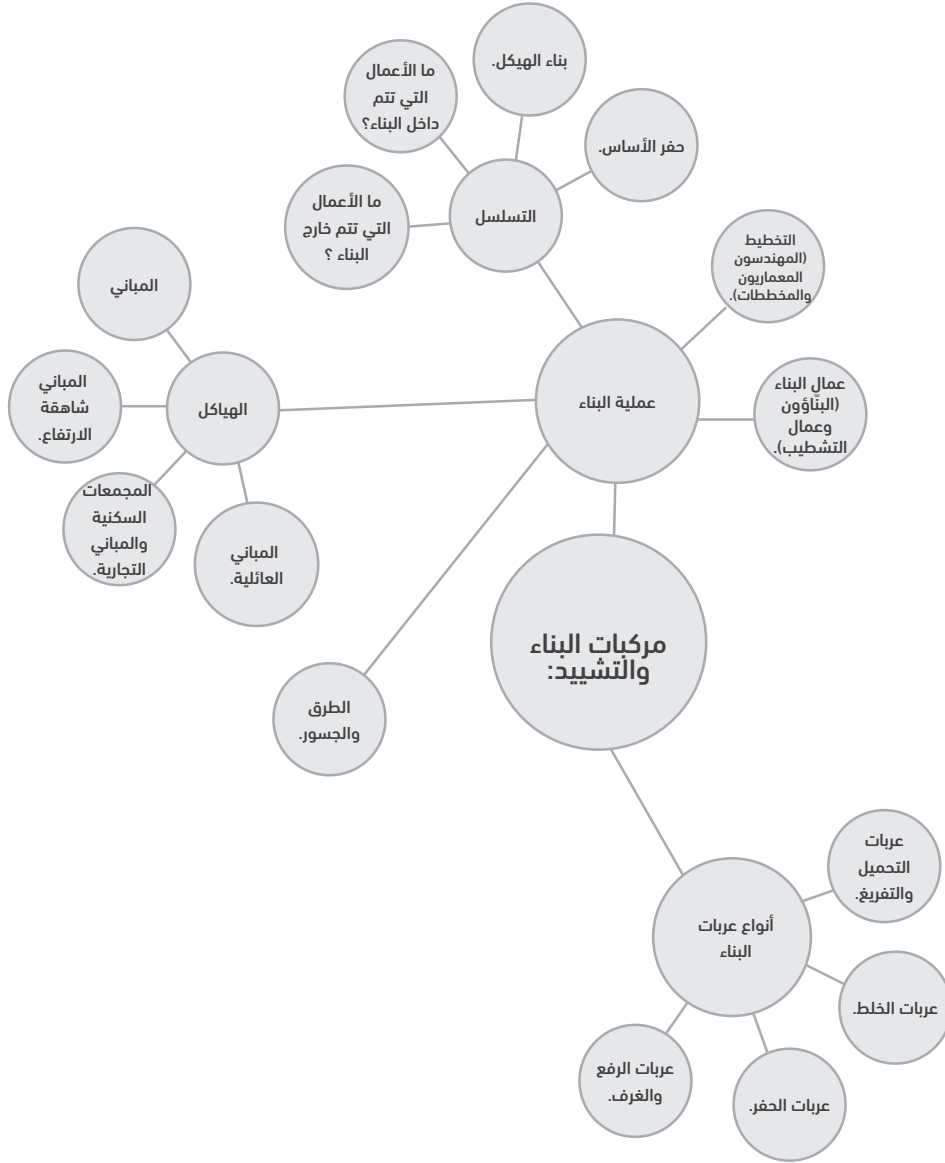 بناء الهيكل.
ما الأعمال
التي تتم
داخل البناء؟
حفر الأساس.
التسلسل
ما الأعمال
التي تتم خارج
البناء ؟
التخطيط
(المهندسون
المعماريون
والمخططات).
المباني
عمال البناء
(البنّاؤون
وعمال
التشطيب).
عملية البناء
الهياكل
المباني
شاهقة
الارتفاع.
المجمعات
السكنية
والمباني
التجارية.
المباني
العائلية.
مركبات البناء
والتشييد:
الطرق
والجسور.
عربات
التحميل
والتفريغ.
أنواع عربات
البناء
عربات الخلط.
عربات الرفع
والغرف.
عربات الحفر.